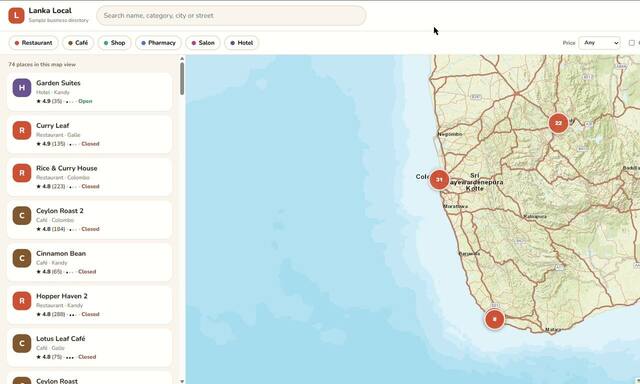 L
Lanka Local
Sample business directory
Search name, category, city or street
Restaurant
Café
Shop
Pharmacy
Salon
Hotel
Price
Any
74 places in this map view
H
Garden Suites
Hotel · Kandy
★ 4.9 (35) · Open
R
Curry Leaf
Restaurant · Galle
★ 4.9 (135) · Closed
R
Rice & Curry House
Restaurant · Colombo
★ 4.8 (223) · Closed
C
Ceylon Roast 2
Café · Colombo
★ 4.8 (184) · Closed
C
Cinnamon Bean
Café · Kandy
★ 4.8 (65) · Closed
R
Hopper Haven 2
Restaurant · Kandy
★ 4.8 (288) · Closed
C
Lotus Leaf Café
Café · Galle
★ 4.8 (75) · Closed
Ceylon Roast
22
Negombo
31
Sri
Kotte
Moratuwa
Ratnapura
Matara